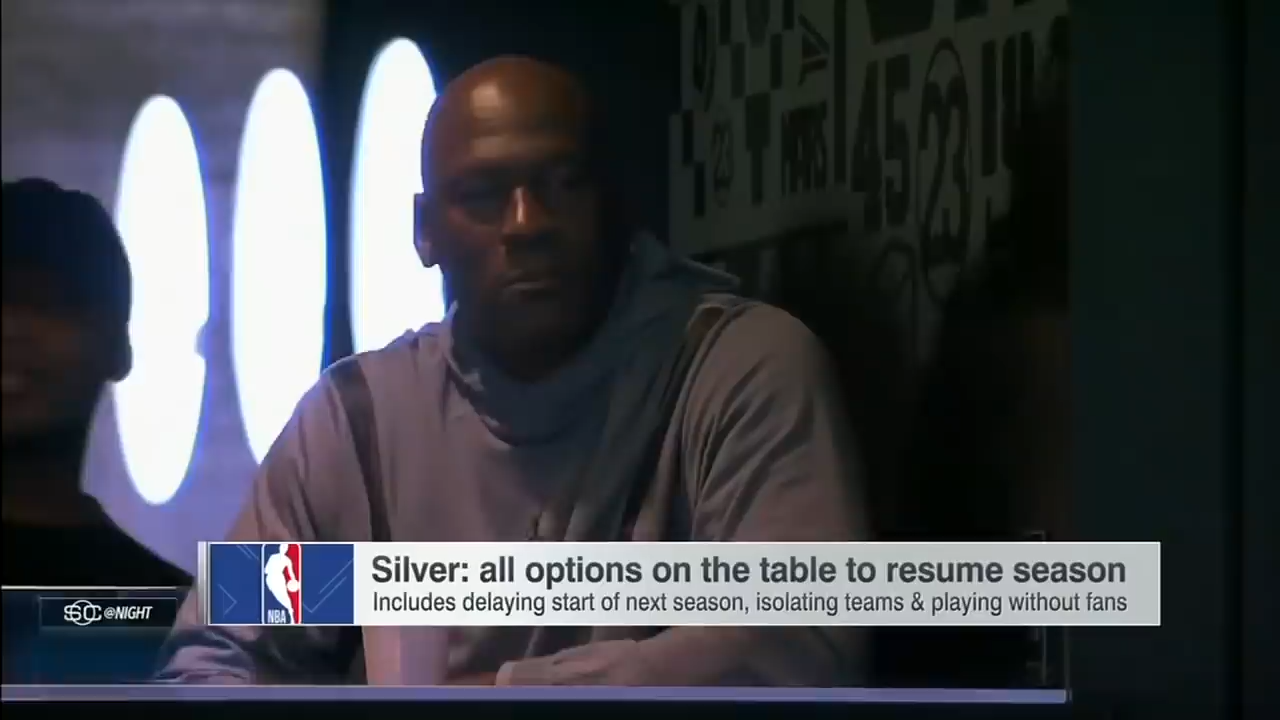 45
23
23
NBA
Silver: all options on the table to resume season
Includes delaying start of next season, isolating teams & playing without fans
SC @NIGHT